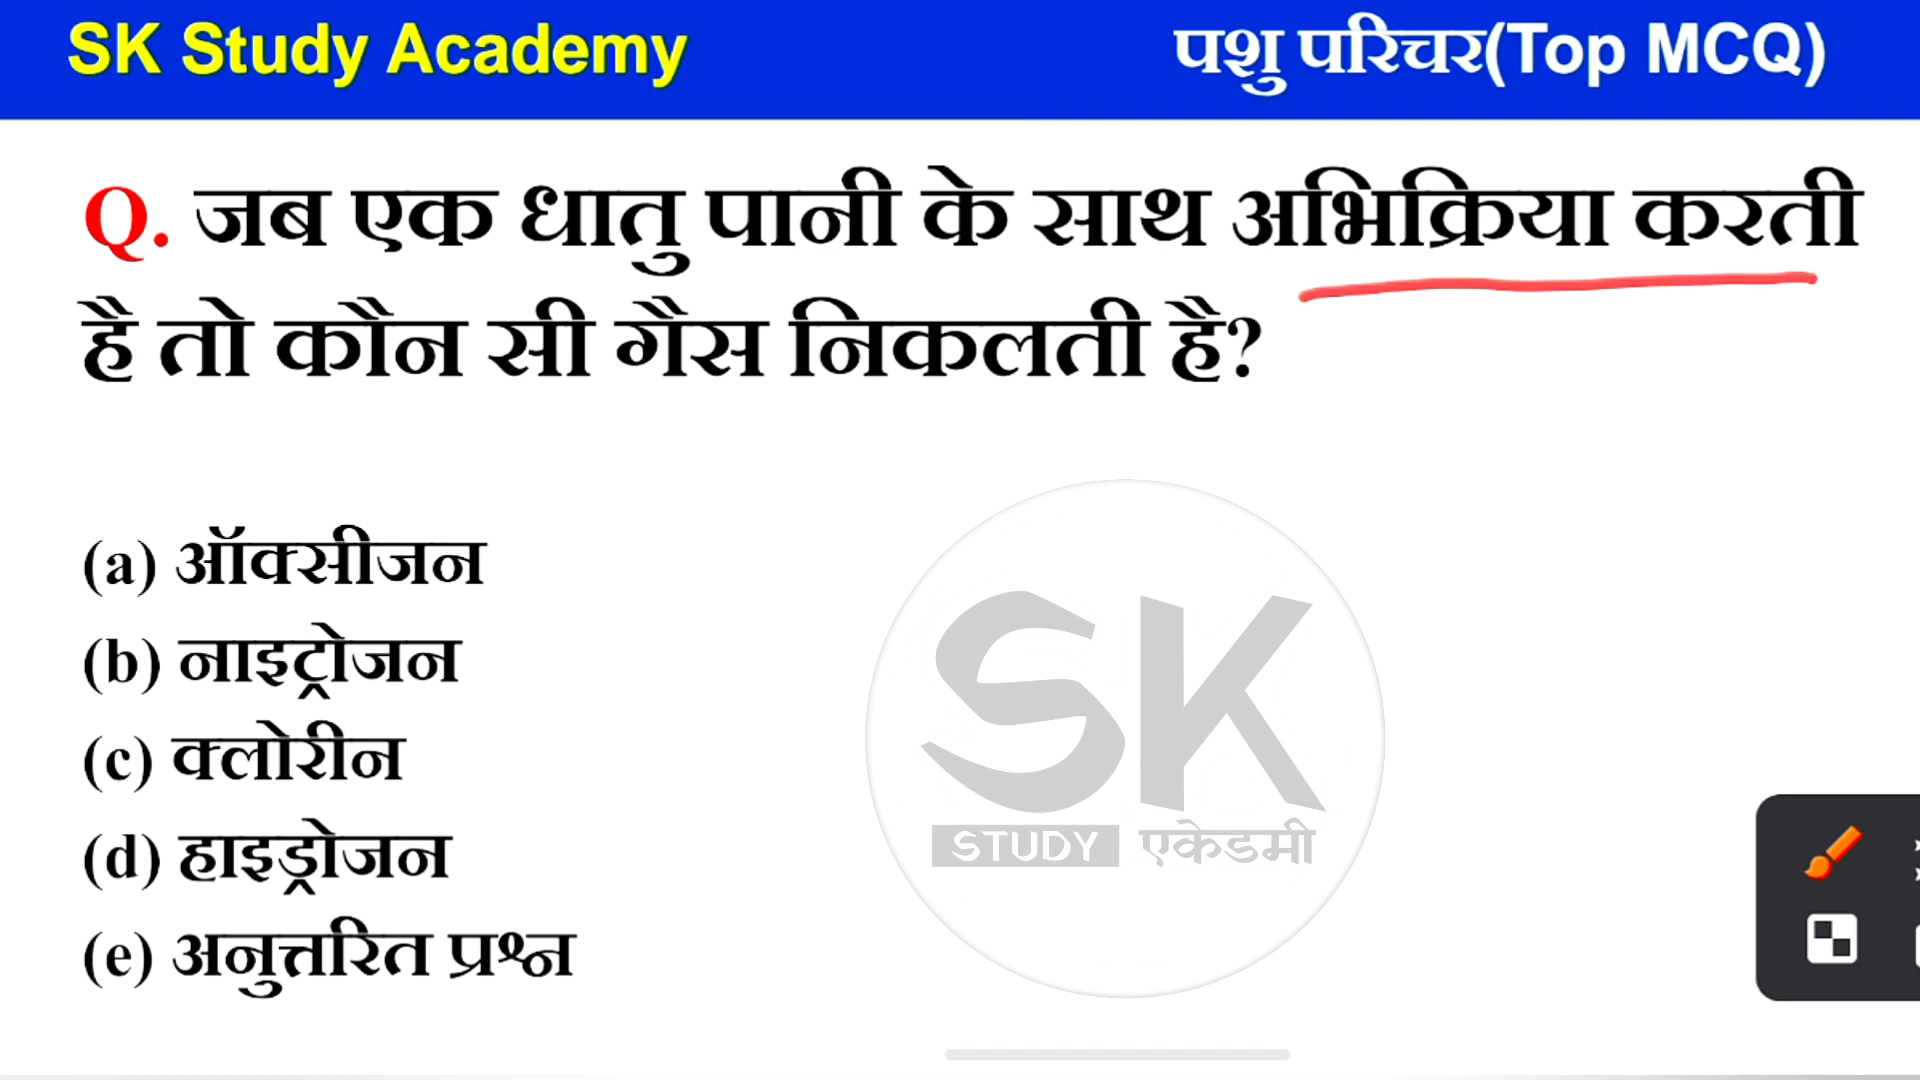 SK Study Academy
पशु परिचर(Top MCQ)
Q. जब एक धातु पानी के साथ अभिक्रिया करती
है तो कौन सी गैस निकलती है?
(a) ऑक्सीजन
(b) नाइट्रोजन
(c) क्लोरीन
(d) हाइड्रोजन
(e) अनुत्तरित प्रश्न
SK
STUDY एकेडमी